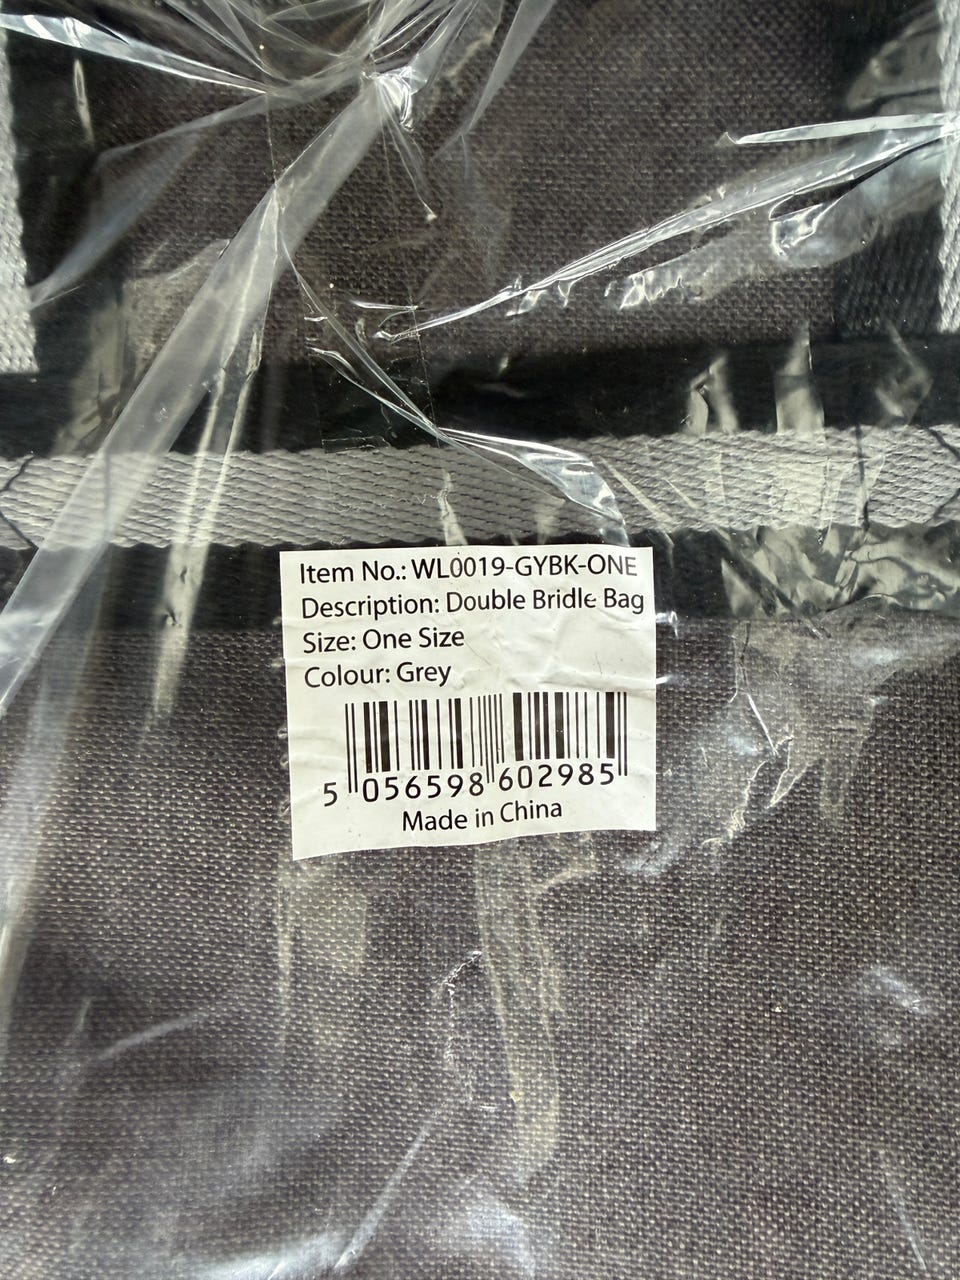 Item No.: WL0019-GYBK-ONE
Description: Double Bridle Bag
Size: One Size
Colour: Grey
5 056598 602985
Made in China